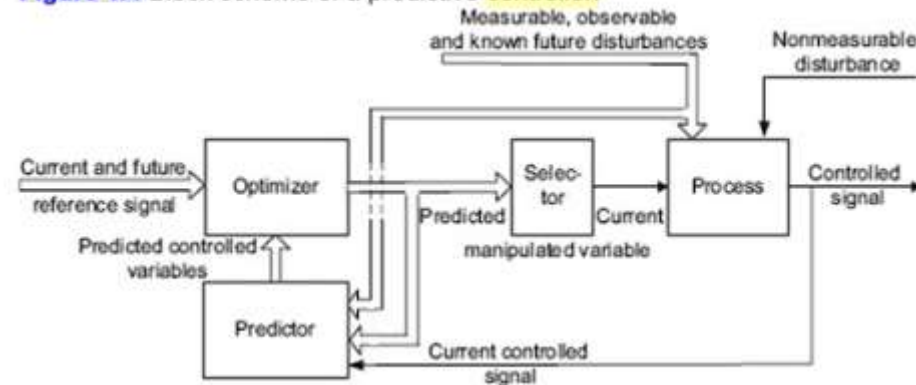 Measurable, observable
and known future disturbances
Nonmeasurable
disturbance
Current and future
reference signal
Optimizer
Selec-
tor
Process
Controlled
signal
Predicted
Current
manipulated variable
Predicted controlled
variables
Predictor
Current controlled
signal